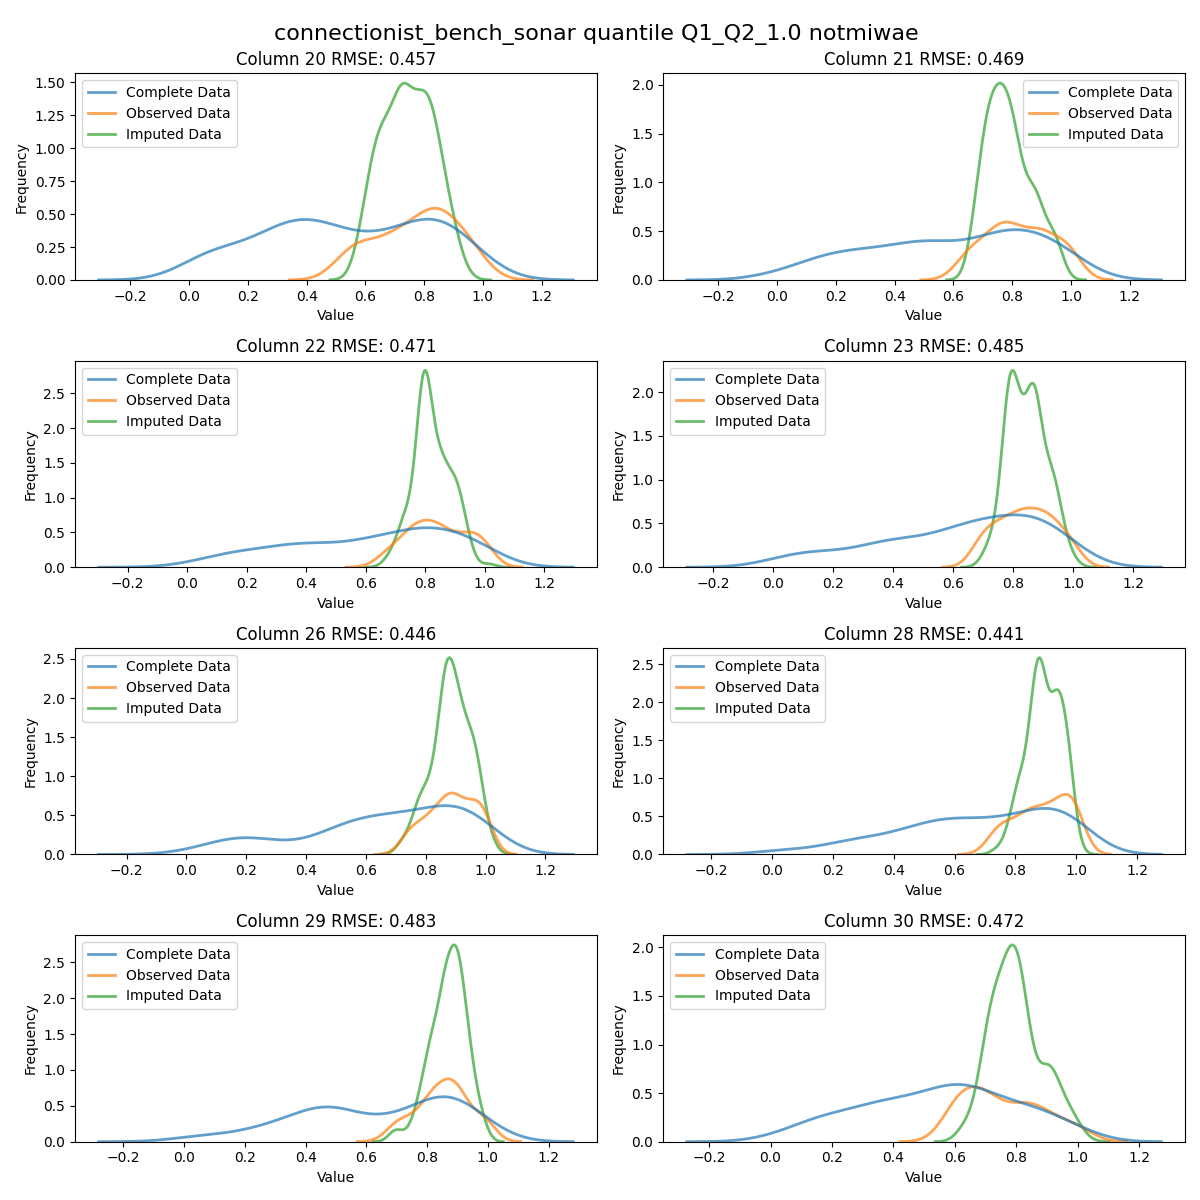 connectionist_bench_sonar quantile Q1_Q2_1.0 notmiwae
Column 20 RMSE: 0.457
Frequency
1.50
1.25
1.00
0.75
0.50
0.25
0.00
Complete Data
Observed Data
Imputed Data
−0.2 0.0 0.2 0.4 0.6 0.8 1.0 1.2
Value
Column 21 RMSE: 0.469
Frequency
2.0
1.5
1.0
0.5
0.0
Complete Data
Observed Data
Imputed Data
−0.2 0.0 0.2 0.4 0.6 0.8 1.0 1.2
Value
Column 22 RMSE: 0.471
Frequency
2.5
2.0
1.5
1.0
0.5
0.0
Complete Data
Observed Data
Imputed Data
−0.2 0.0 0.2 0.4 0.6 0.8 1.0 1.2
Value
Column 23 RMSE: 0.485
Frequency
2.0
1.5
1.0
0.5
0.0
Complete Data
Observed Data
Imputed Data
−0.2 0.0 0.2 0.4 0.6 0.8 1.0 1.2
Value
Column 26 RMSE: 0.446
Frequency
2.5
2.0
1.5
1.0
0.5
0.0
Complete Data
Observed Data
Imputed Data
−0.2 0.0 0.2 0.4 0.6 0.8 1.0 1.2
Value
Column 28 RMSE: 0.441
Frequency
2.5
2.0
1.5
1.0
0.5
0.0
Complete Data
Observed Data
Imputed Data
−0.2 0.0 0.2 0.4 0.6 0.8 1.0 1.2
Value
Column 29 RMSE: 0.483
Frequency
2.5
2.0
1.5
1.0
0.5
0.0
Complete Data
Observed Data
Imputed Data
−0.2 0.0 0.2 0.4 0.6 0.8 1.0 1.2
Value
Column 30 RMSE: 0.472
Frequency
2.0
1.5
1.0
0.5
0.0
Complete Data
Observed Data
Imputed Data
−0.2 0.0 0.2 0.4 0.6 0.8 1.0 1.2
Value